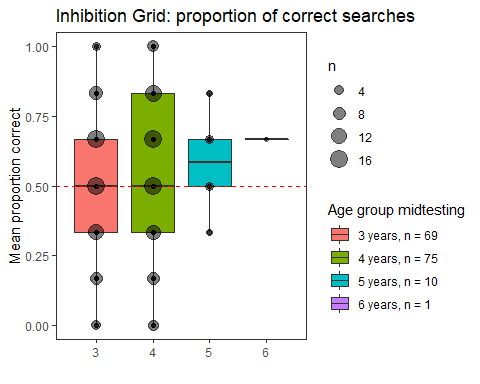 Inhibition Grid: proportion of correct searches
Mean proportion correct
1.00
0.75
0.50
0.25
0.00
3 4 5 6
n
4
8
12
16
Age group midtesting
3 years, n = 69
4 years, n = 75
5 years, n = 10
6 years, n = 1